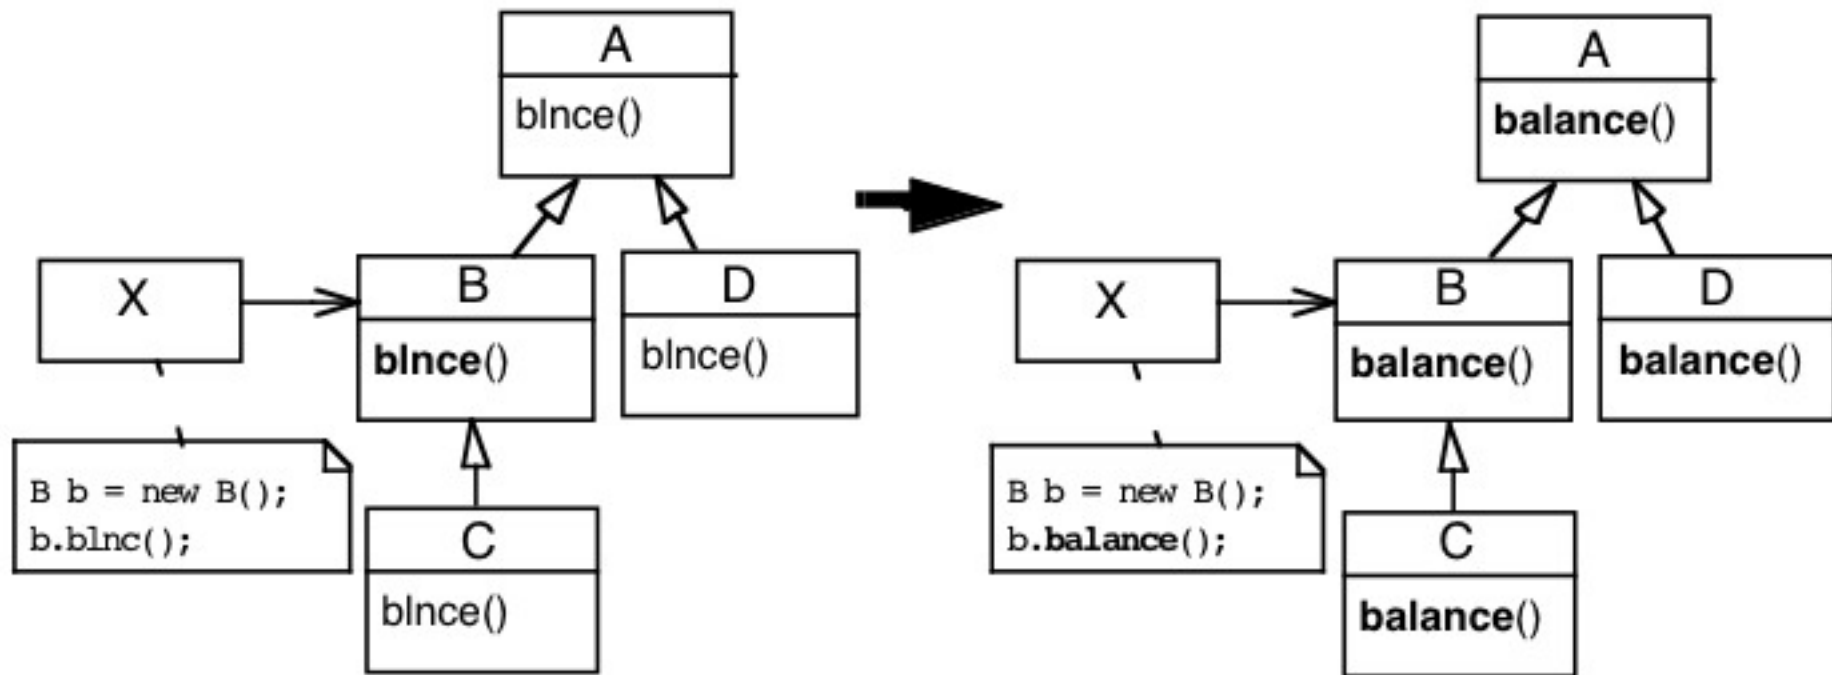 A
blnce()
X
B
blnce()
D
blnce()
B b = new B();
b.blnc();
C
blnce()
A
balance()
X
B
balance()
D
balance()
B b = new B();
b.balance();
C
balance()